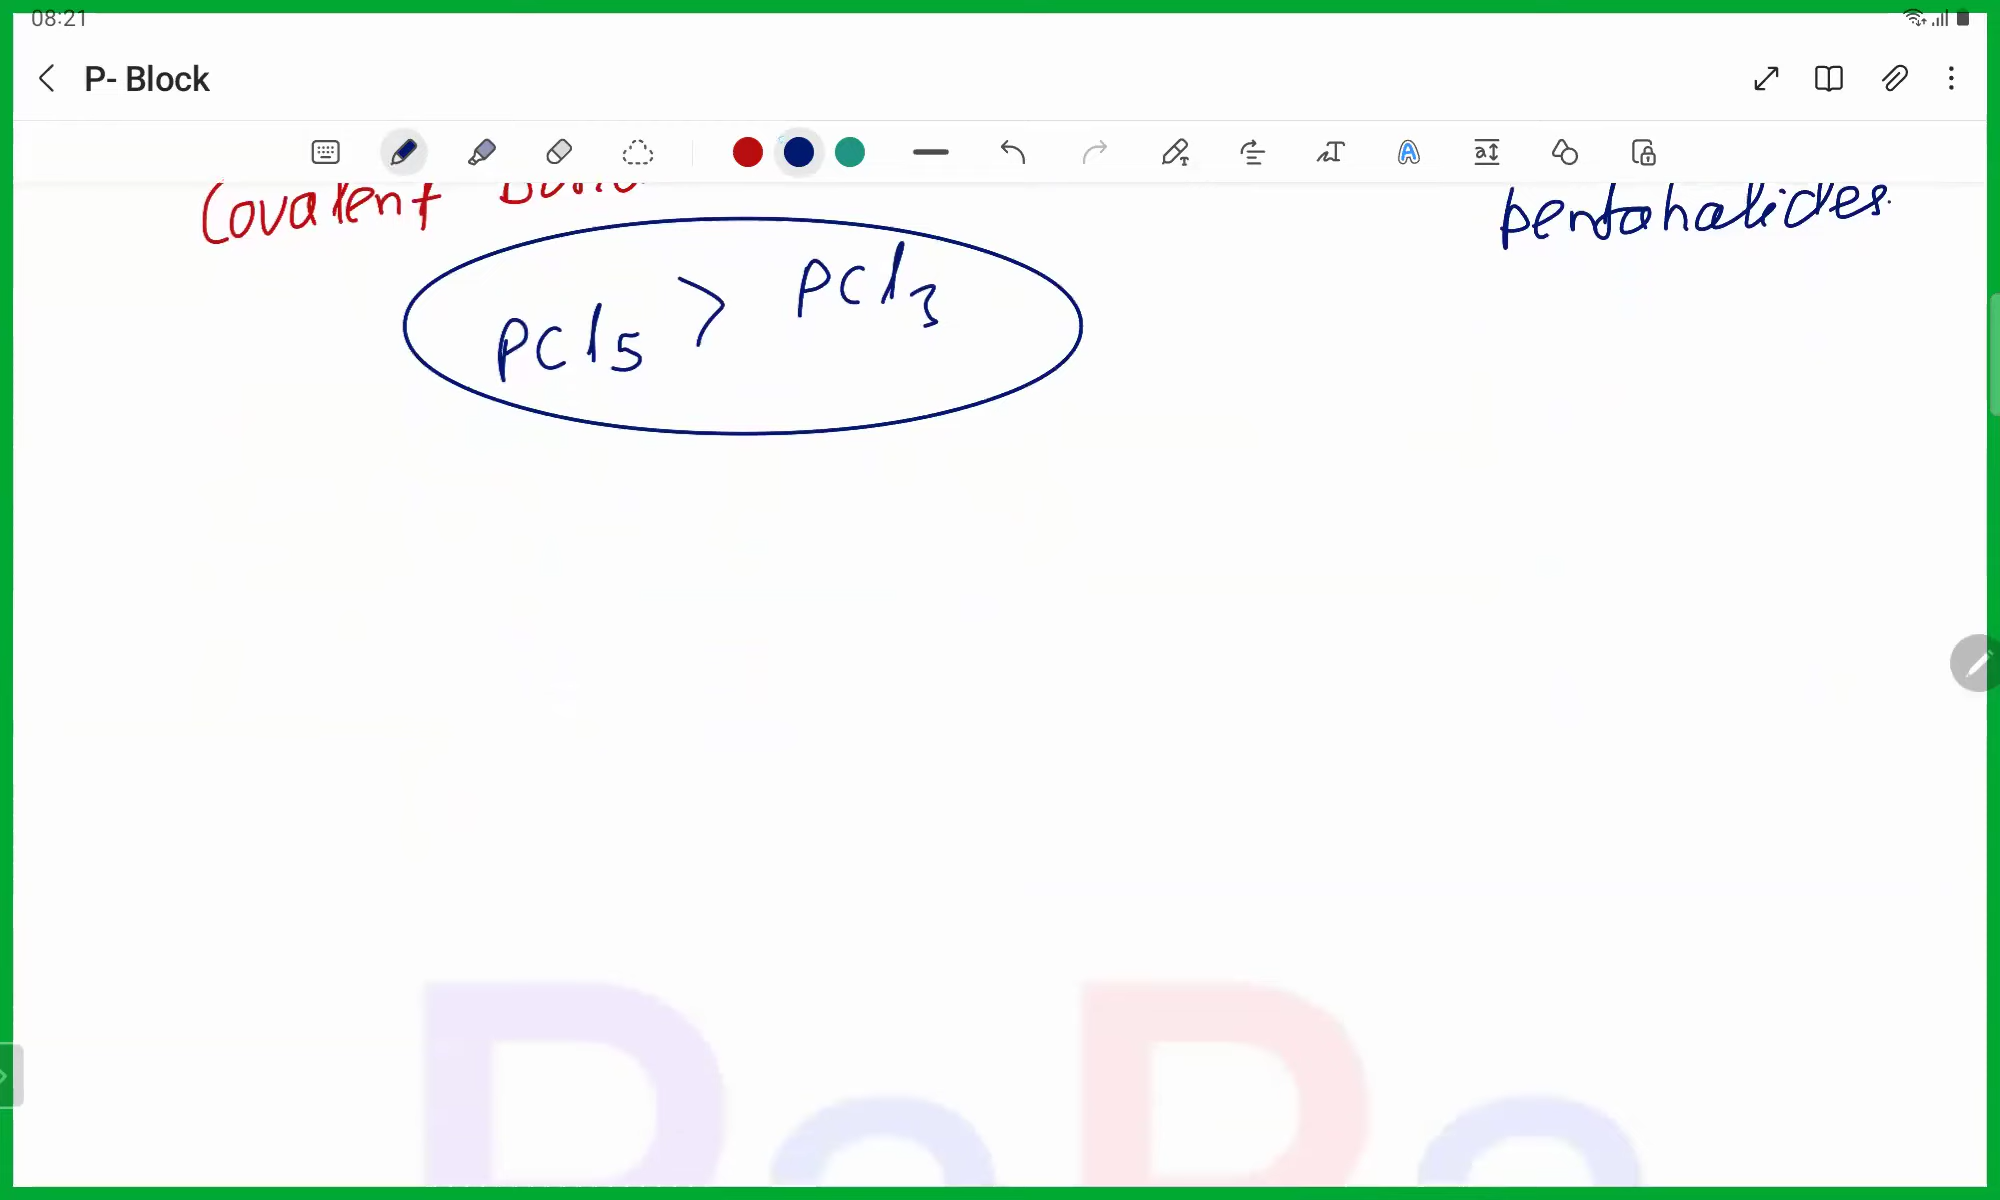 08:21
P- Block
Covalent
pentahalides.
PCl5 > PCl3